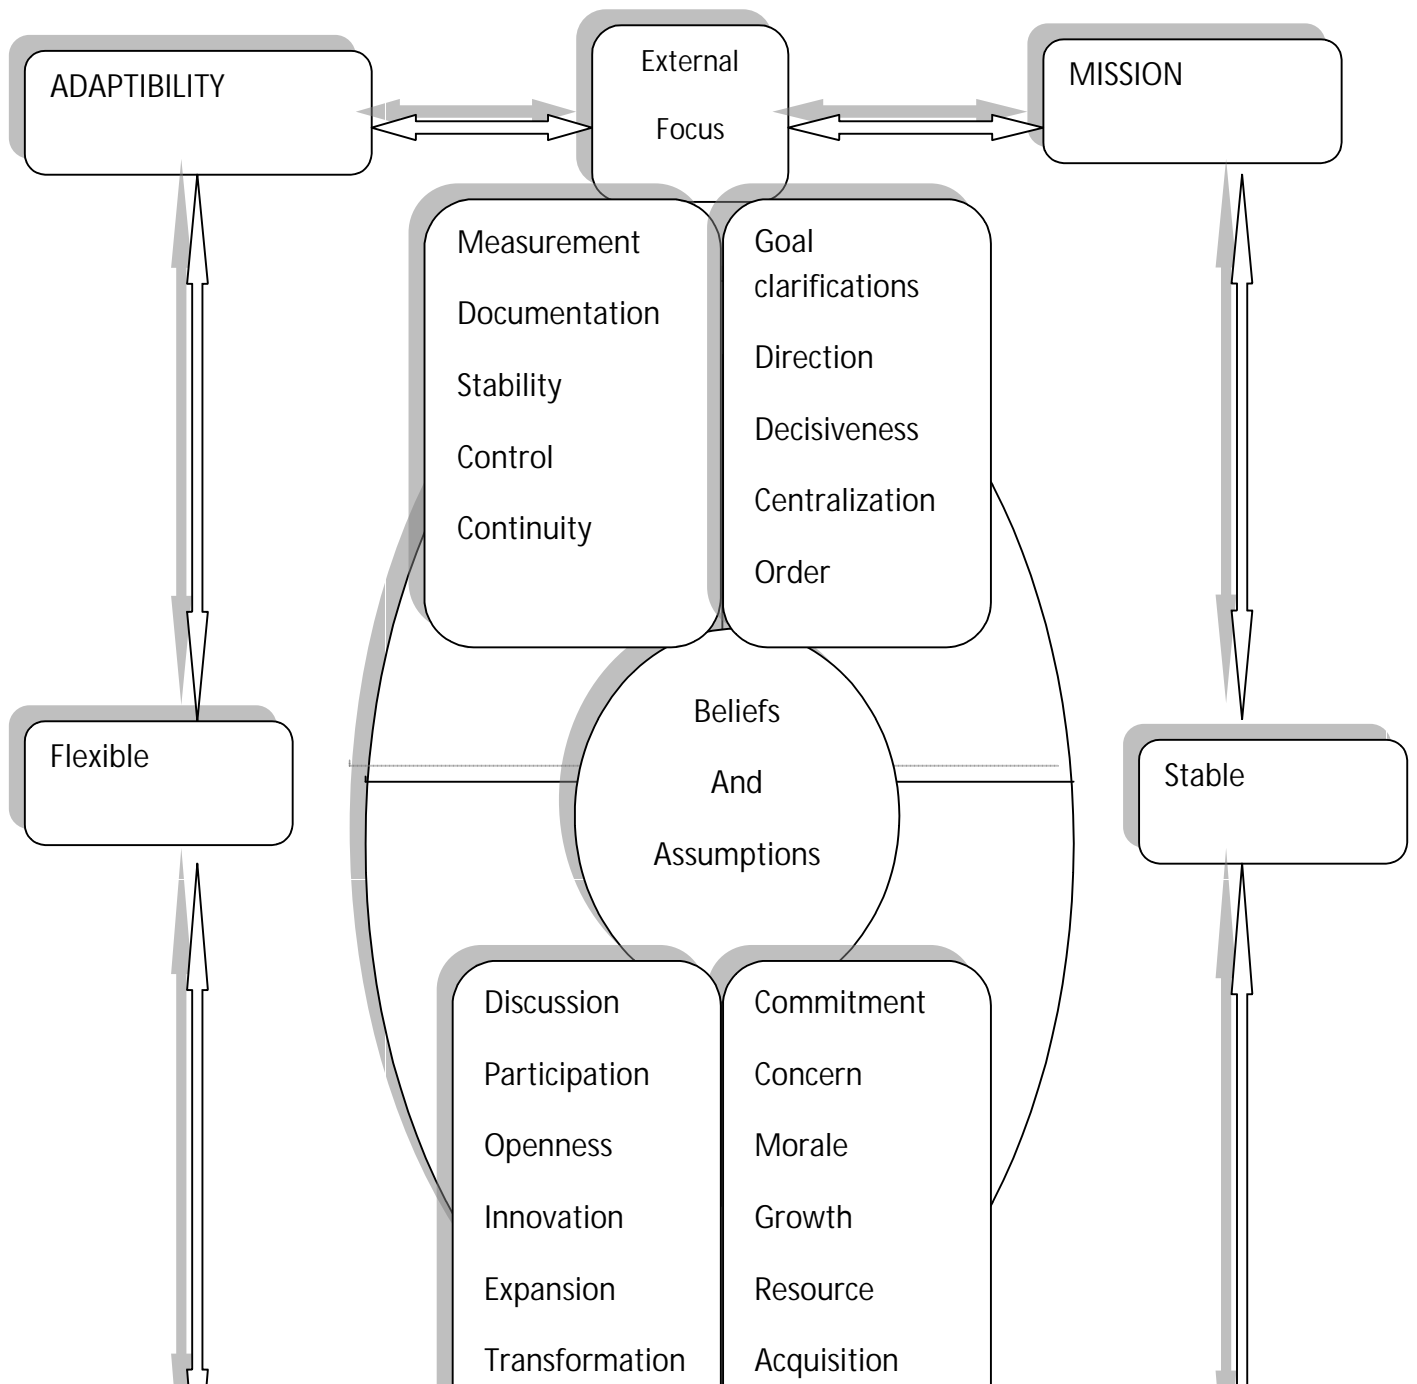 ADAPTIBILITY
External
Focus
MISSION
Measurement
Documentation
Stability
Control
Continuity
Goal
clarifications
Direction
Decisiveness
Centralization
Order
Flexible
Beliefs
And
Assumptions
Stable
Discussion
Participation
Openness
Innovation
Expansion
Transformation
Commitment
Concern
Morale
Growth
Resource
Acquisition